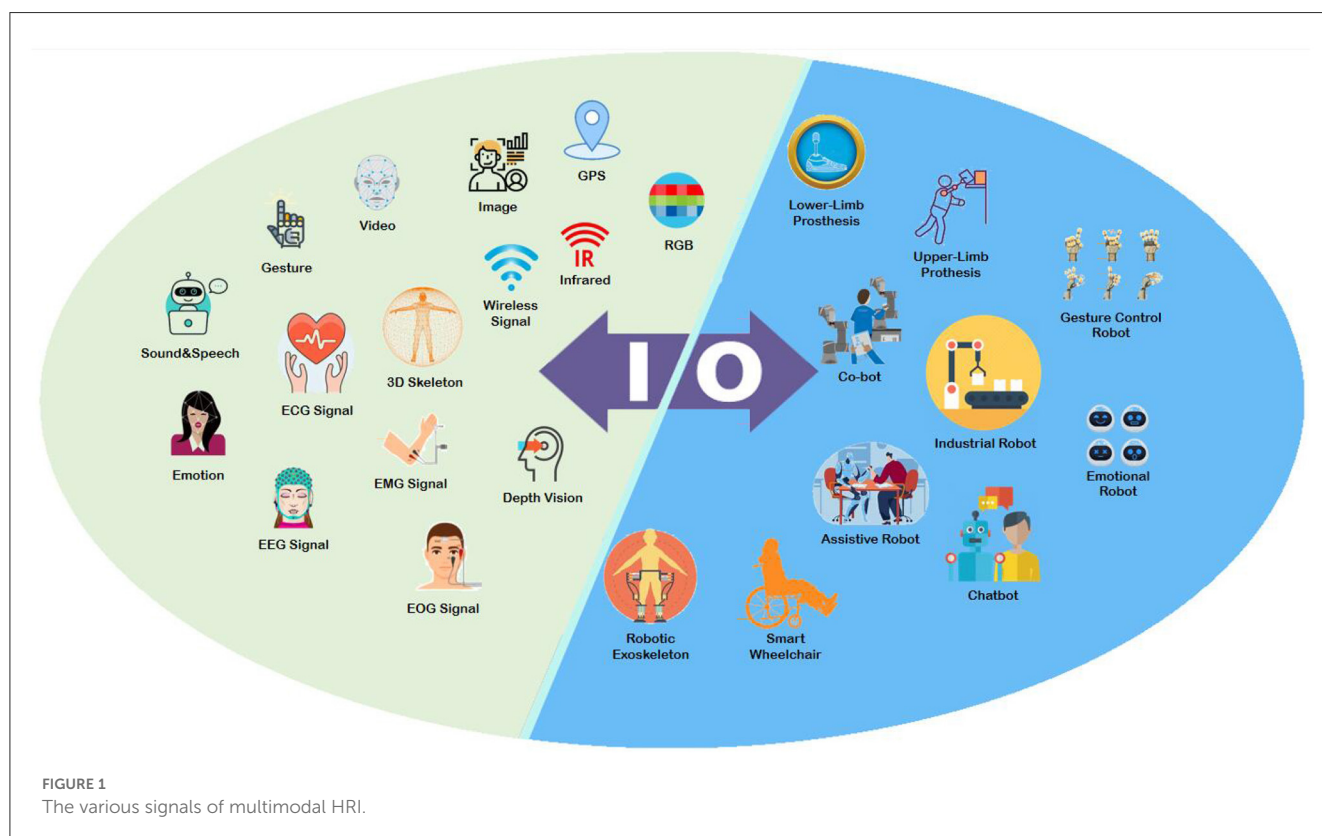 GPS
Image
Video
RGB
Gesture
IR
Infrared
Wireless
Signal
Sound&Speech
3D Skeleton
ECG Signal
Emotion
EMG Signal
Depth Vision
EEG Signal
EOG Signal
I
O
Lower-Limb
Prosthesis
Upper-Limb
Prothesis
Gesture Control
Robot
Co-bot
Industrial Robot
Emotional
Robot
Assistive Robot
Chatbot
Robotic
Exoskeleton
Smart
Wheelchair
FIGURE 1
The various signals of multimodal HRI.